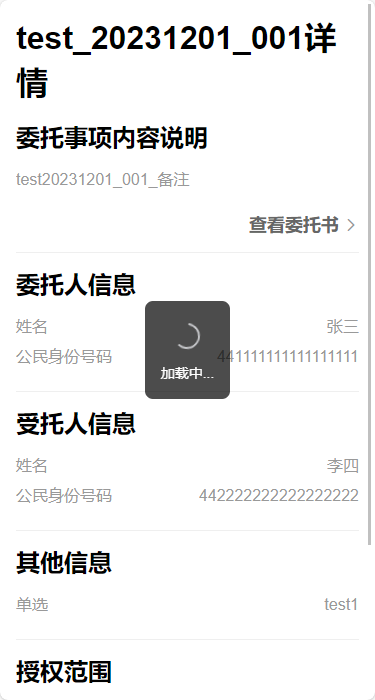 test_20231201_001详
情
委托事项内容说明
test20231201_001_备注
查看委托书
委托人信息
姓名 张三
公民身份号码 441111111111111111
加载中...
受托人信息
姓名 李四
公民身份号码 442222222222222222
其他信息
单选 test1
授权范围